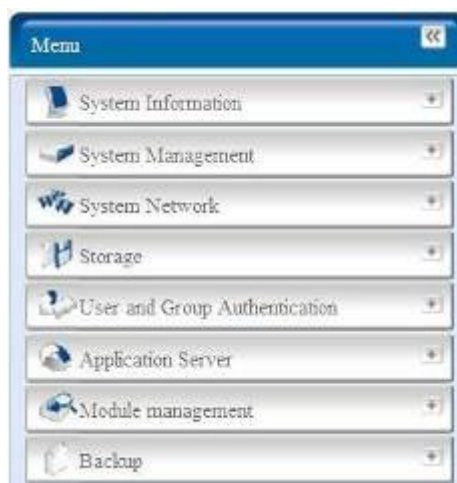 Menu
System Information
System Management
System Network
Storage
User and Group Authentication
Application Server
Module management
Backup